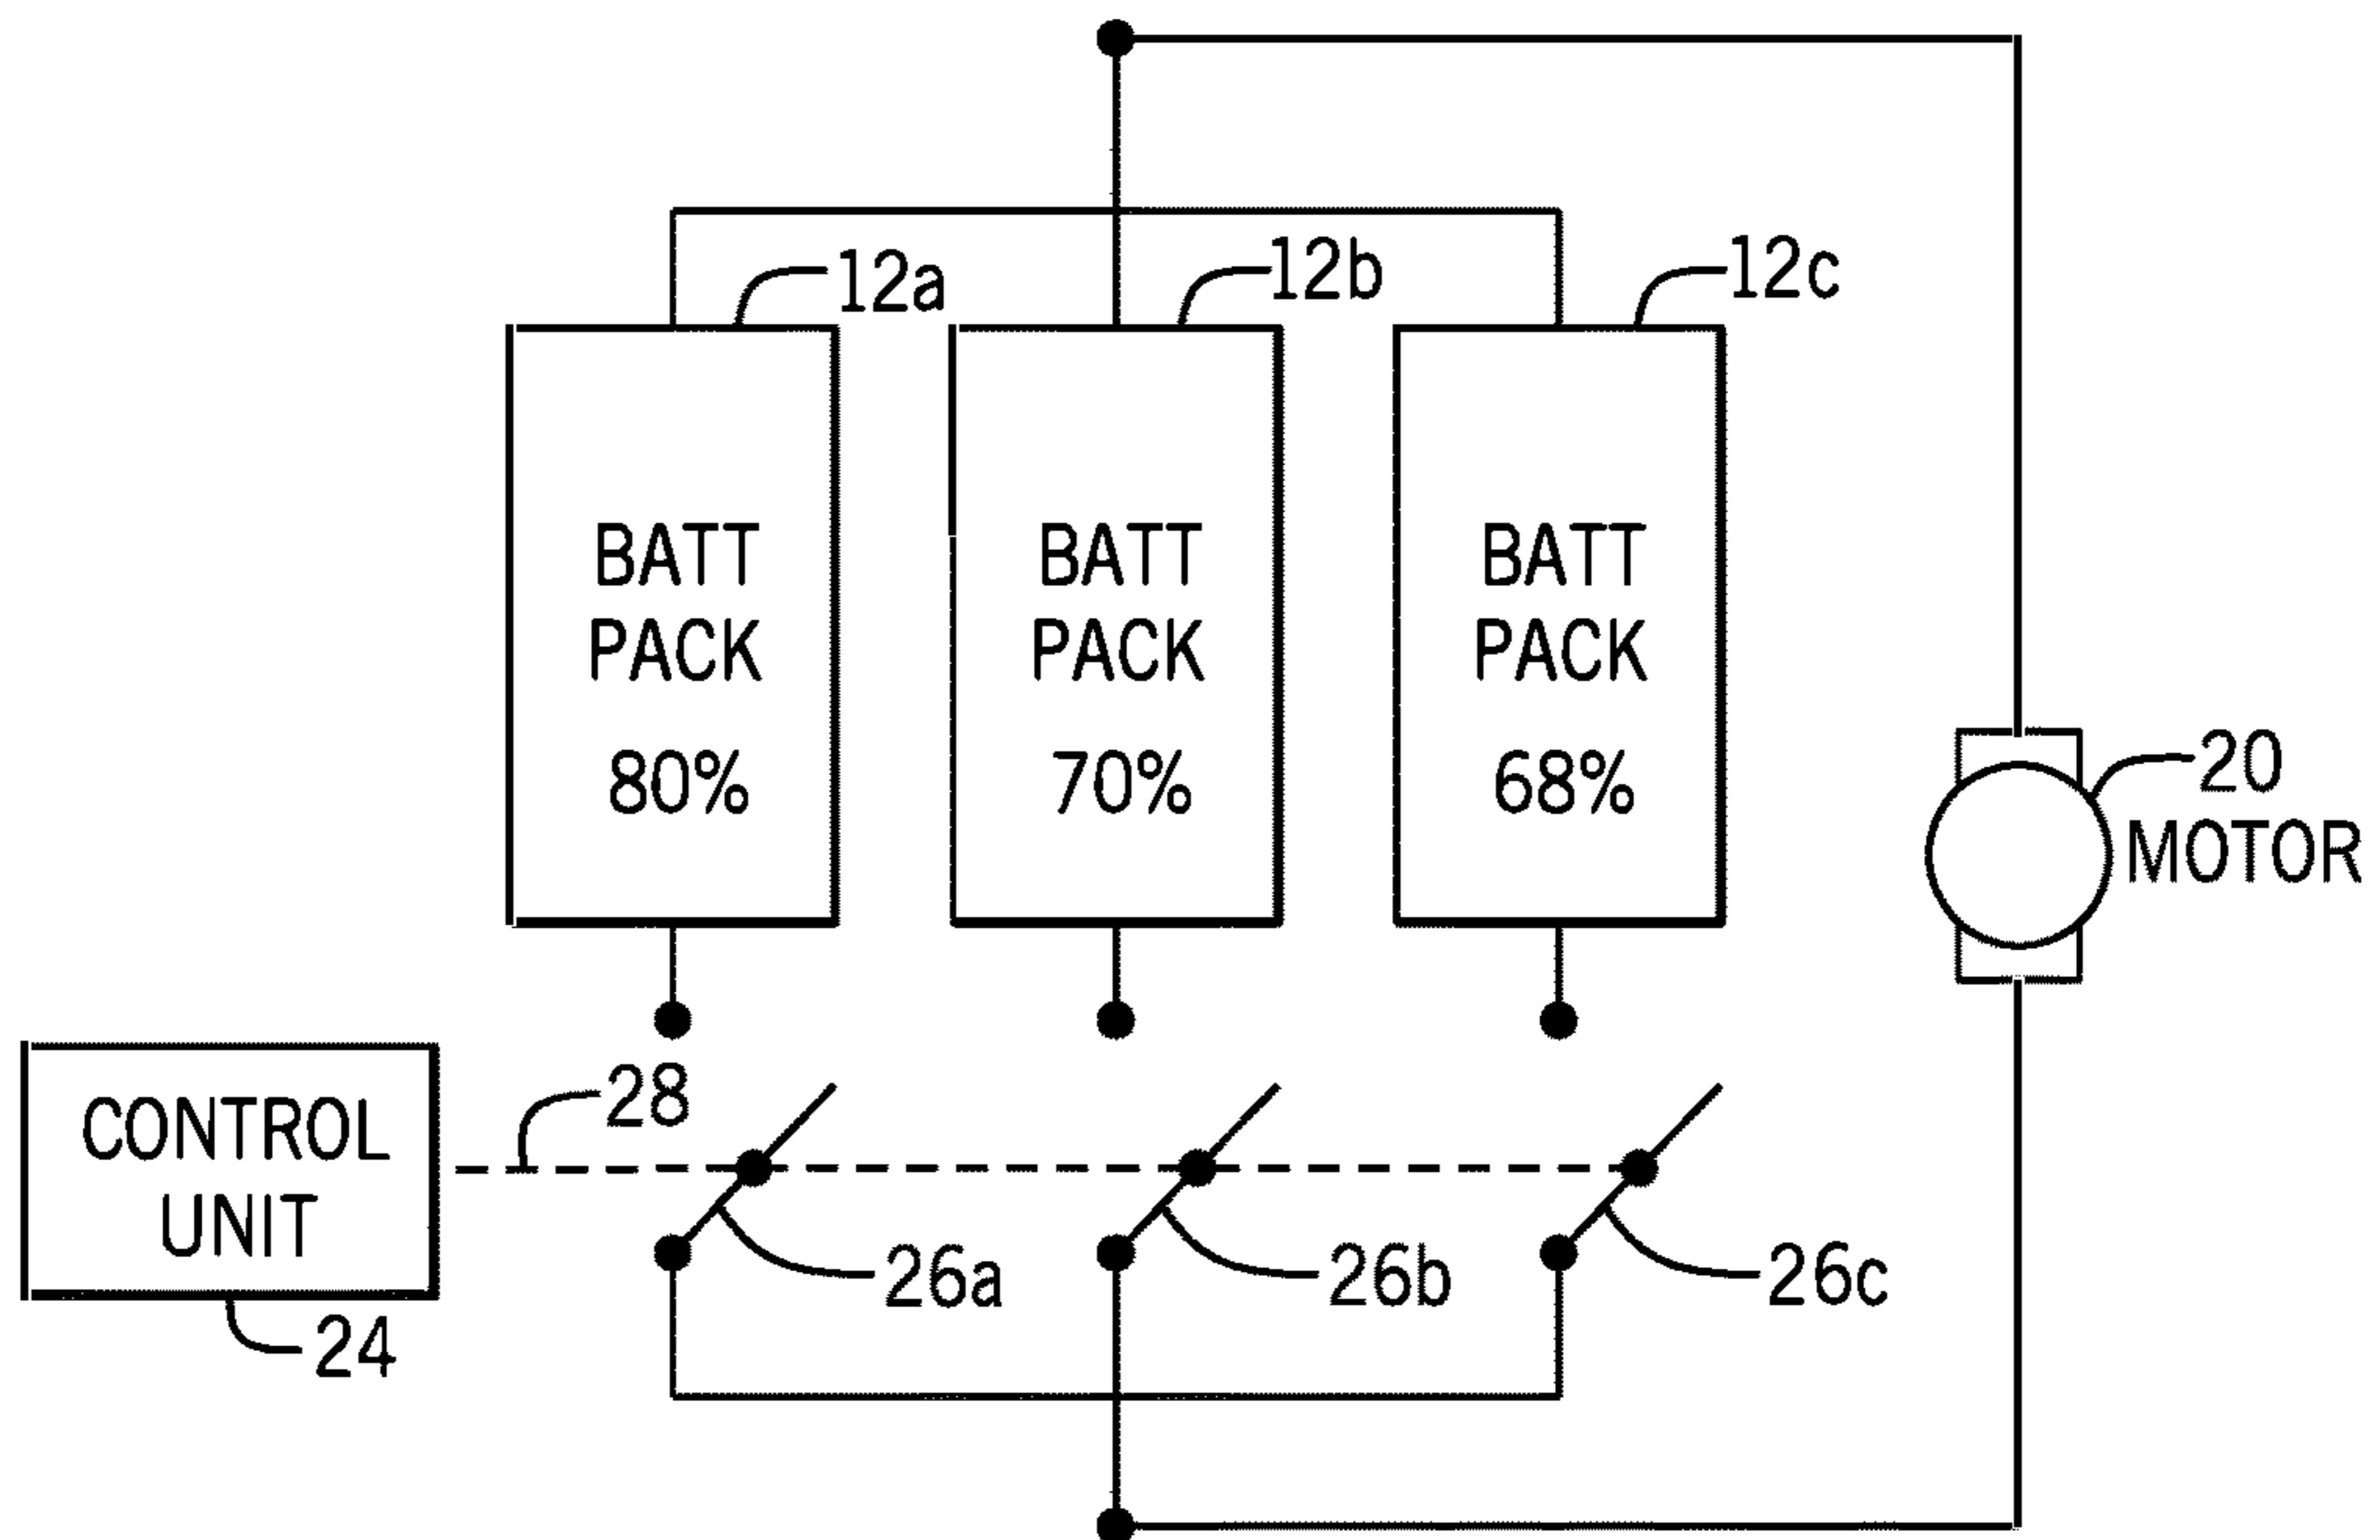 12a
12b
12c
BATT
PACK
80%
BATT
PACK
70%
BATT
PACK
68%
20
MOTOR
CONTROL
UNIT
28
24
26a
26b
26c